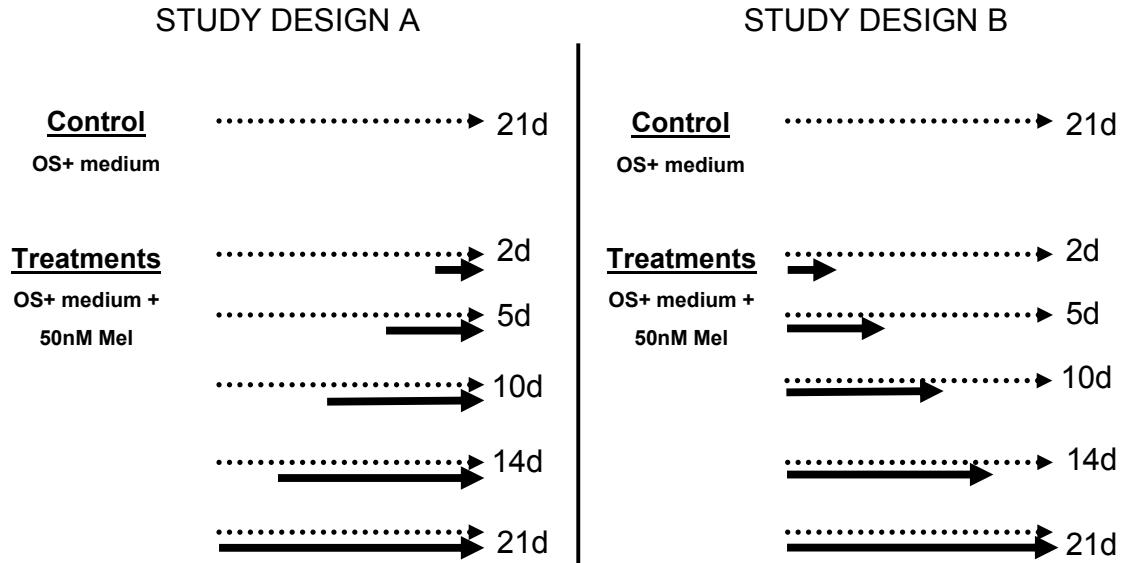 STUDY DESIGN A
Control
OS+ medium
21d
Treatments
OS+ medium +
50nM Mel
2d
5d
10d
14d
21d
STUDY DESIGN B
Control
OS+ medium
21d
Treatments
OS+ medium +
50nM Mel
2d
5d
10d
14d
21d